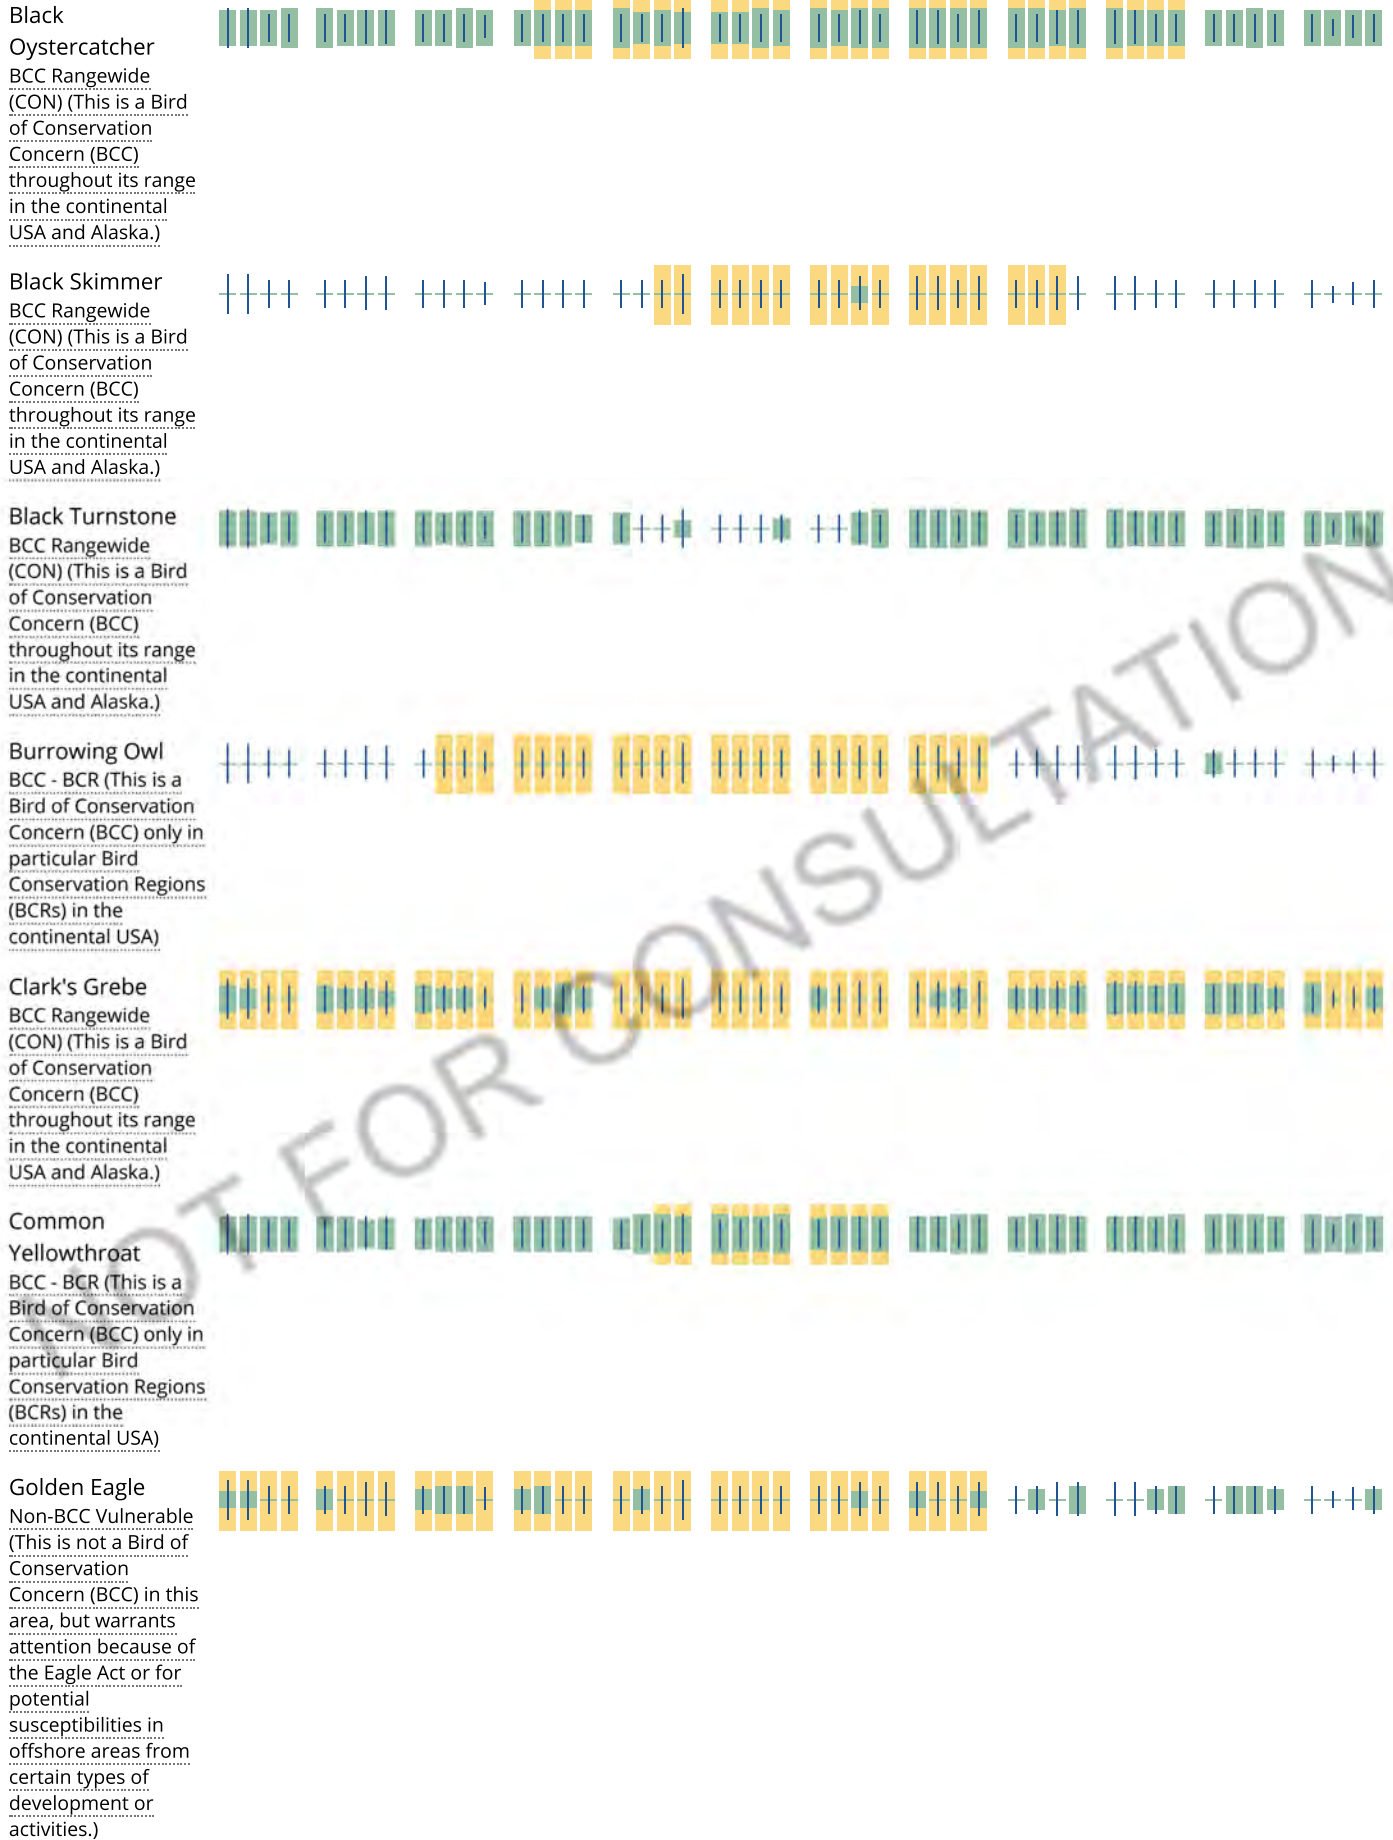 Black
Oystercatcher
BCC Rangewide
(CON) (This is a Bird
of Conservation
Concern (BCC)
throughout its range
in the continental
USA and Alaska.)
Black Skimmer
BCC Rangewide
(CON) (This is a Bird
of Conservation
Concern (BCC)
throughout its range
in the continental
USA and Alaska.)
Black Turnstone
BCC Rangewide
(CON) (This is a Bird
of Conservation
Concern (BCC)
throughout its range
in the continental
USA and Alaska.)
Burrowing Owl
BCC - BCR (This is a
Bird of Conservation
Concern (BCC) only in
particular Bird
Conservation Regions
(BCRs) in the
continental USA)
Clark's Grebe
BCC Rangewide
(CON) (This is a Bird
of Conservation
Concern (BCC)
throughout its range
in the continental
USA and Alaska.)
Common
Yellowthroat
BCC - BCR (This is a
Bird of Conservation
Concern (BCC) only in
particular Bird
Conservation Regions
(BCRs) in the
continental USA)
Golden Eagle
Non-BCC Vulnerable
(This is not a Bird of
Conservation
Concern (BCC) in this
area, but warrants
attention because of
the Eagle Act or for
potential
susceptibilities in
offshore areas from
certain types of
development or
activities.)
NOT FOR CONSULTATION